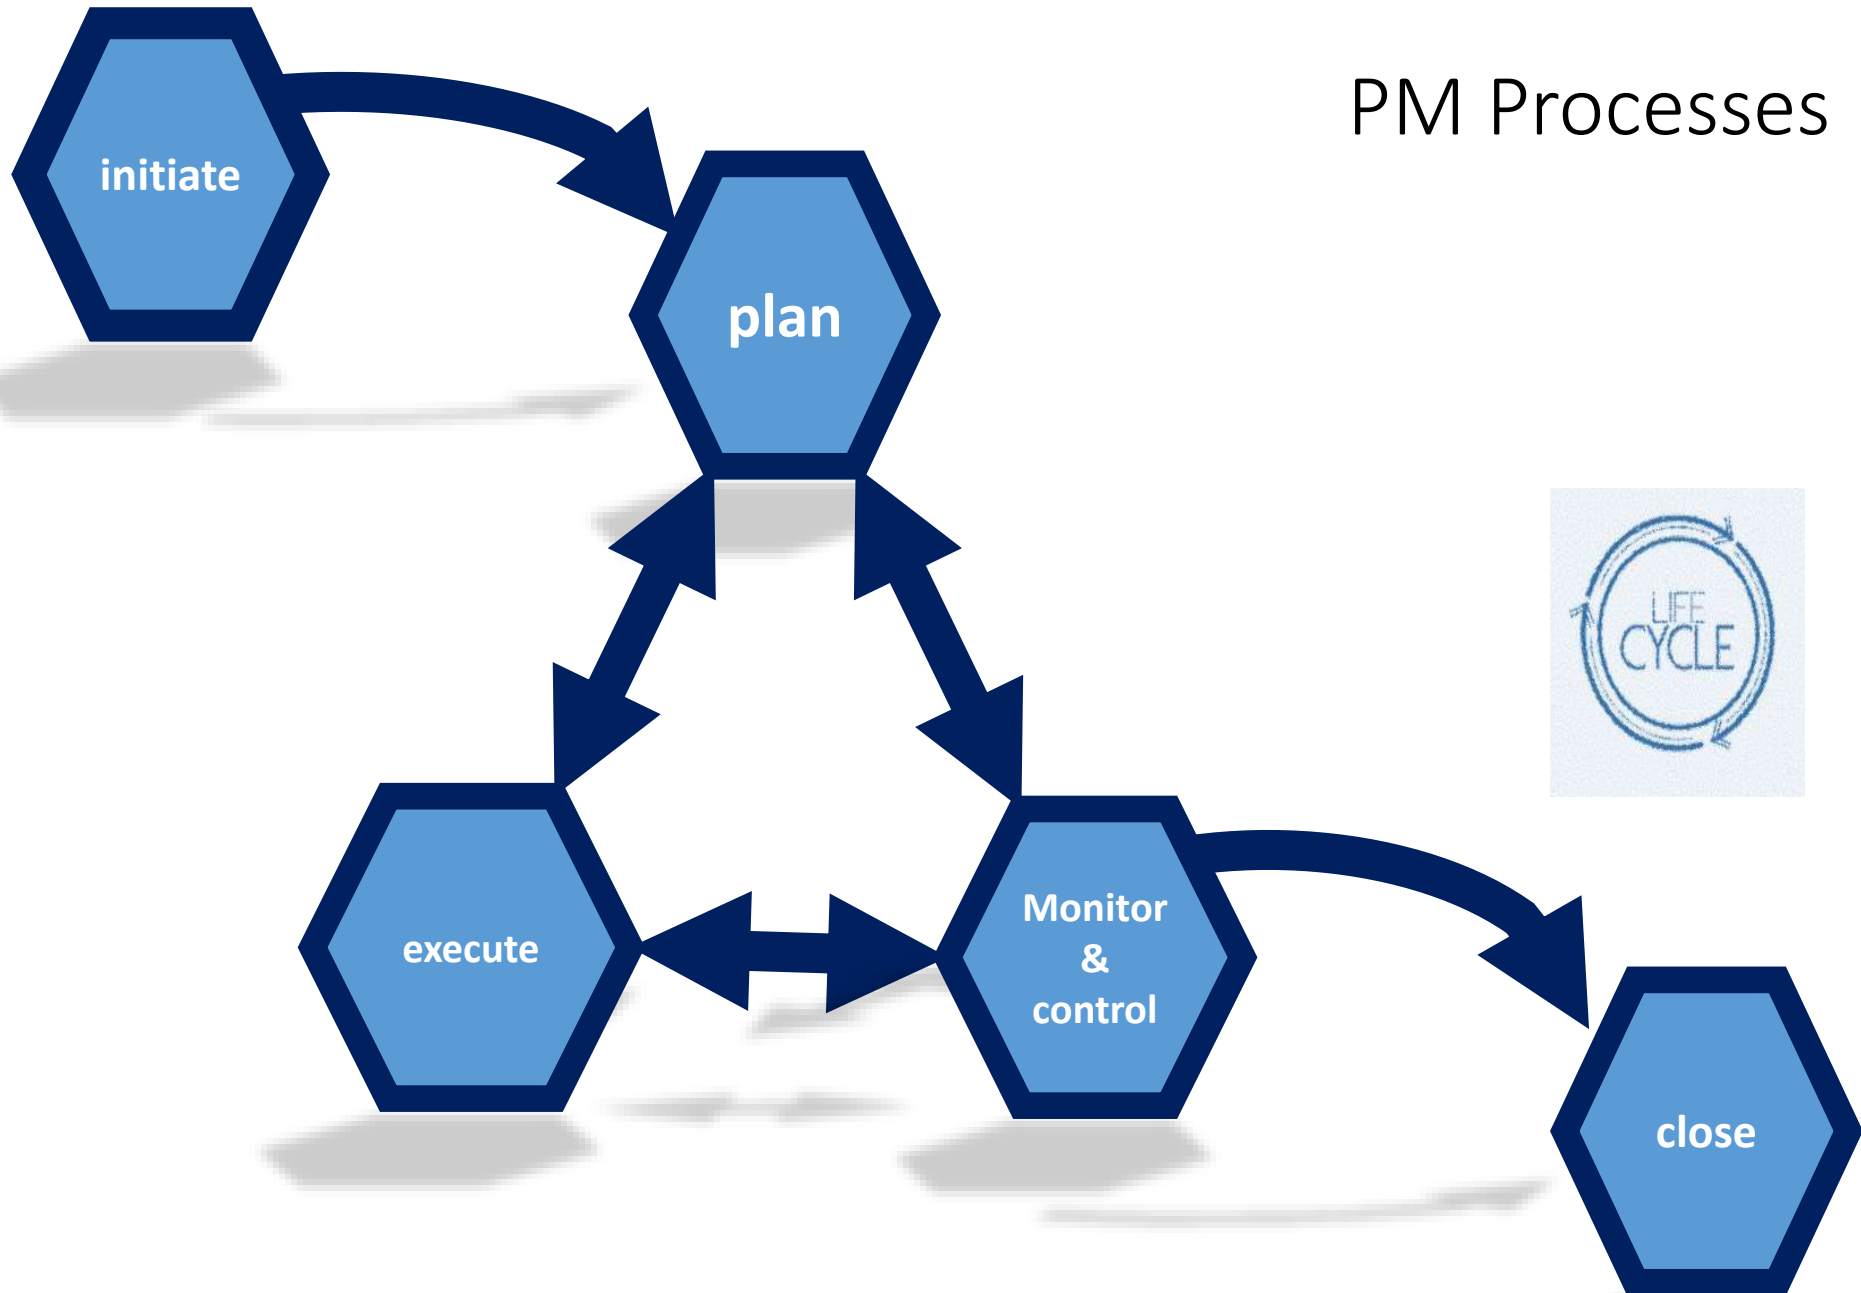 PM Processes
initiate
plan
LIFE
CYCLE
execute
Monitor
&
control
close